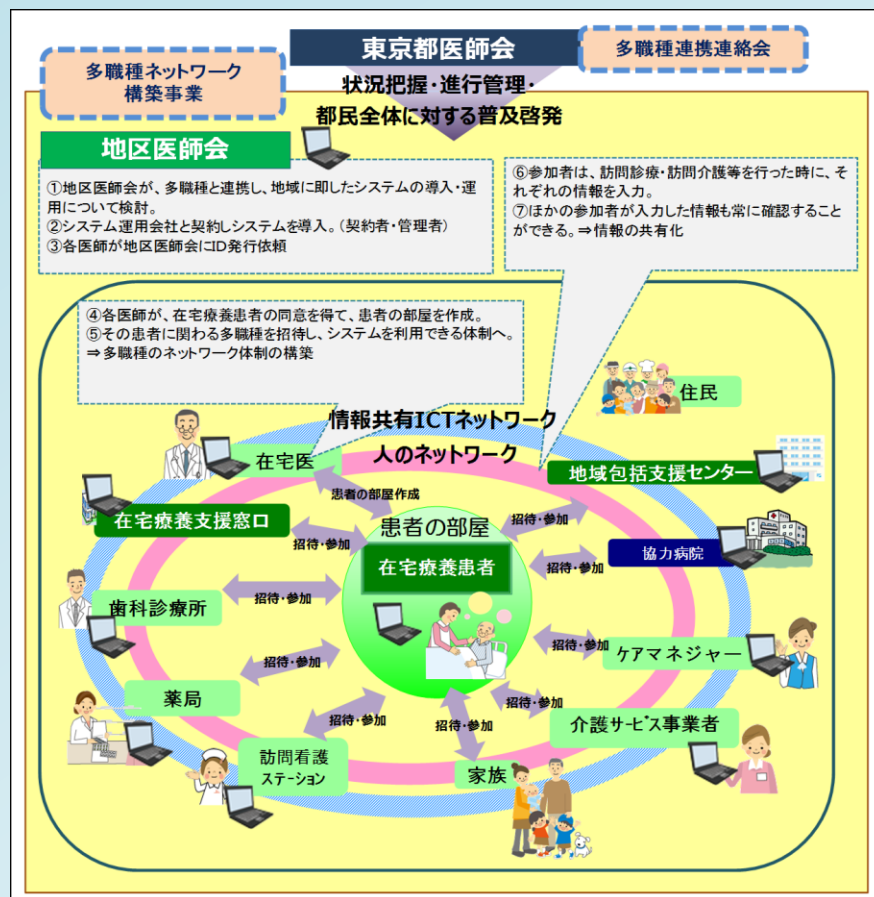 東京都医師会
多職種連携連絡会
多職種ネットワーク
構築事業
状況把握・進行管理・
都民全体に対する普及啓発
地区医師会
①地区医師会が、多職種と連携し、地域に即したシステムの導入・運
用について検討。
②システム運用会社と契約しシステムを導入。（契約者・管理者）
③各医師が地区医師会にID発行依頼
⑥参加者は、訪問診療・訪問介護等を行った時に、そ
れぞれの情報を入力。
⑦ほかの参加者が入力した情報も常に確認すること
ができる。⇒情報の共有化
④各医師が、在宅療養患者の同意を得て、患者の部屋を作成。
⑤その患者に関わる多職種を招待し、システムを利用できる体制へ。
⇒多職種のネットワーク体制の構築
住民
情報共有ICTネットワーク
人のネットワーク
在宅医
地域包括支援センター
患者の部屋作成
在宅療養支援窓口
招待・参加
患者の部屋
招待・参加
在宅療養患者
協力病院
招待・参加
歯科診療所
招待・参加
招待・参加
ケアマネジャー
招待・参加
薬局
招待・参加
招待・参加
招待・参加
介護サービス事業者
訪問看護
ステーション
家族